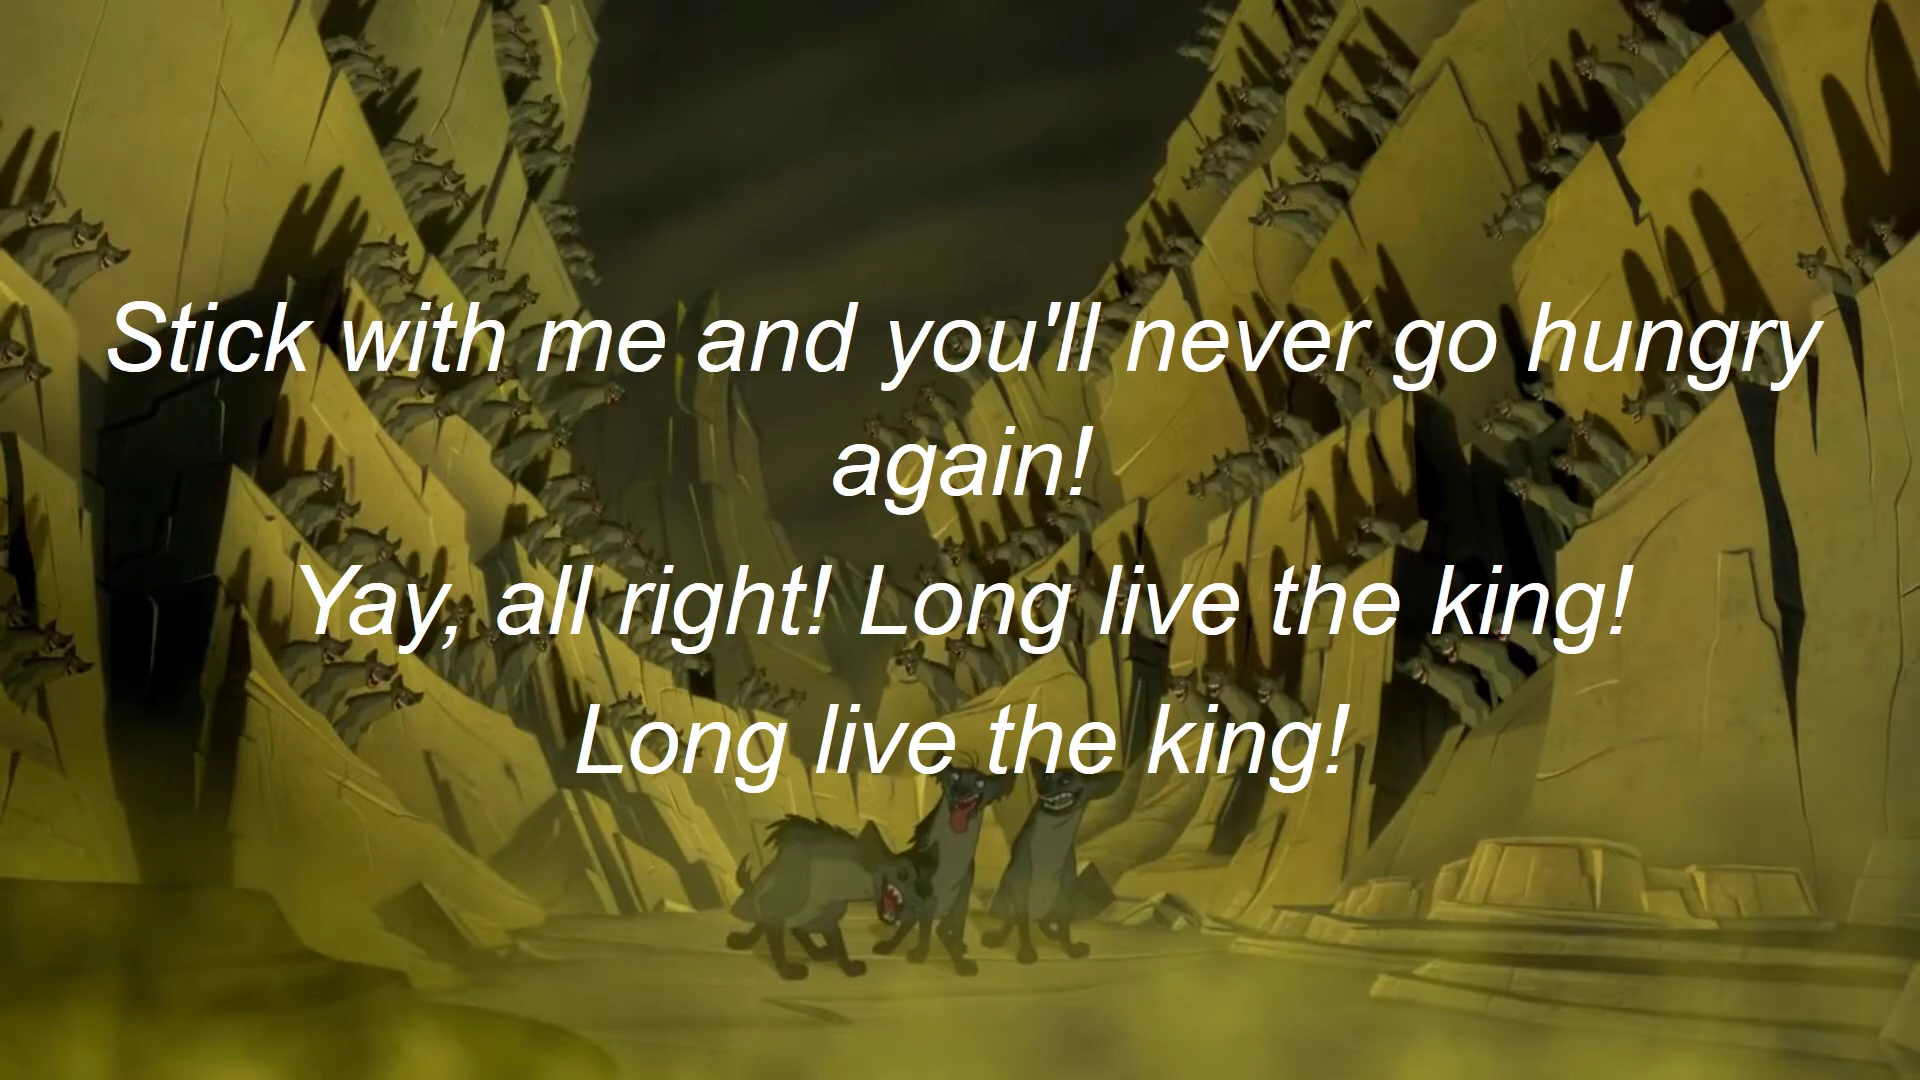 Stick with me and you'll never go hungry
again!
Yay, all right! Long live the king!
Long live the king!